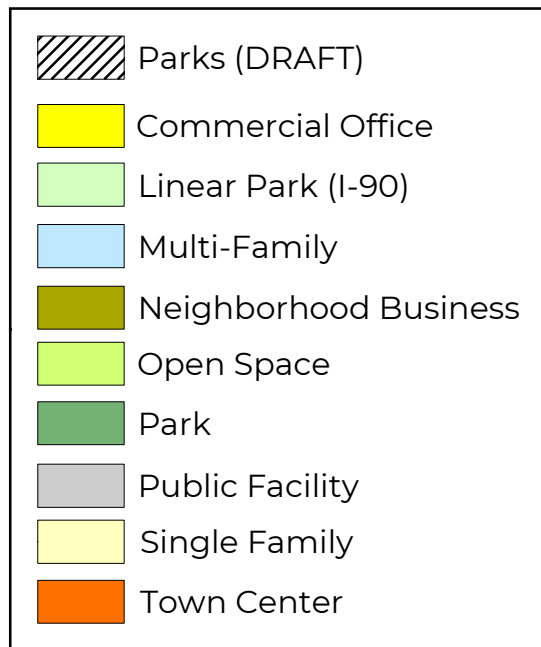 Parks (DRAFT)
Commercial Office
Linear Park (I-90)
Multi-Family
Neighborhood Business
Open Space
Park
Public Facility
Single Family
Town Center